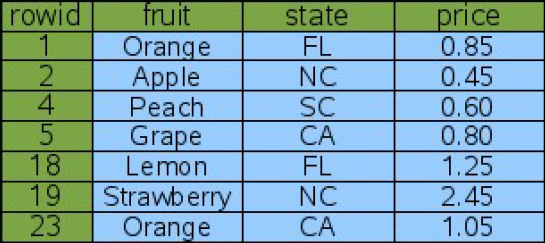 rowid fruit state price
1 Orange FL 0.85
2 Apple NC 0.45
4 Peach SC 0.60
5 Grape CA 0.80
18 Lemon FL 1.25
19 Strawberry NC 2.45
23 Orange CA 1.05